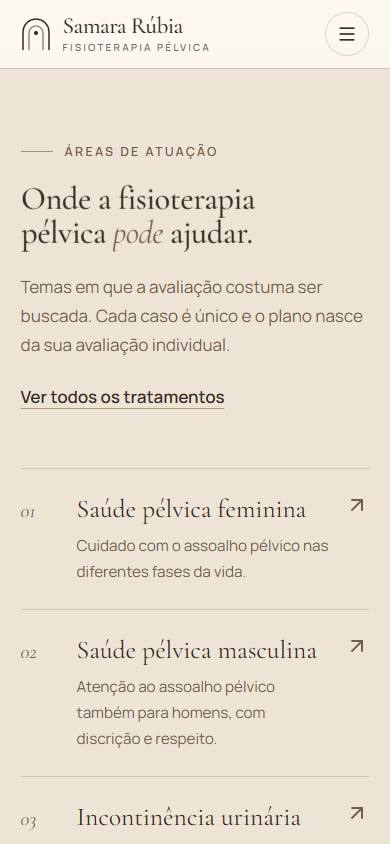 Samara Rúbia
FISIOTERAPIA PÉLVICA
ÁREAS DE ATUAÇÃO
Onde a fisioterapia
pélvica pode ajudar.
Temas em que a avaliação costuma ser
buscada. Cada caso é único e o plano nasce
da sua avaliação individual.
Ver todos os tratamentos
01
Saúde pélvica feminina
Cuidado com o assoalho pélvico nas
diferentes fases da vida.
02
Saúde pélvica masculina
Atenção ao assoalho pélvico
também para homens, com
discrição e respeito.
03
Incontinência urinária